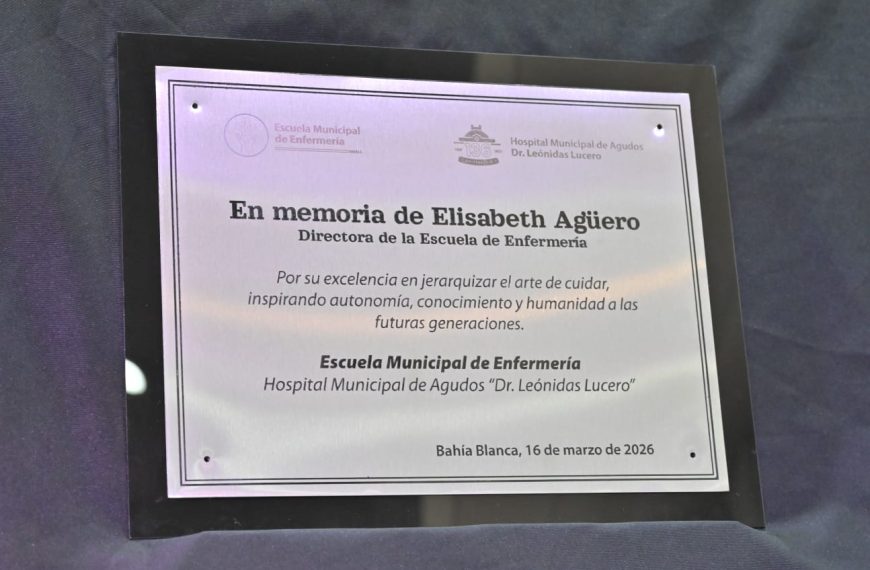 Escuela Municipal
de Enfermería
Hospital Municipal de Agudos
Dr. Leónidas Lucero
En memoria de Elisabeth Agüero
Directora de la Escuela de Enfermería
Por su excelencia en jerarquizar el arte de cuidar,
inspirando autonomía, conocimiento y humanidad a las
futuras generaciones.
Escuela Municipal de Enfermería
Hospital Municipal de Agudos "Dr. Leónidas Lucero"
Bahía Blanca, 16 de marzo de 2026